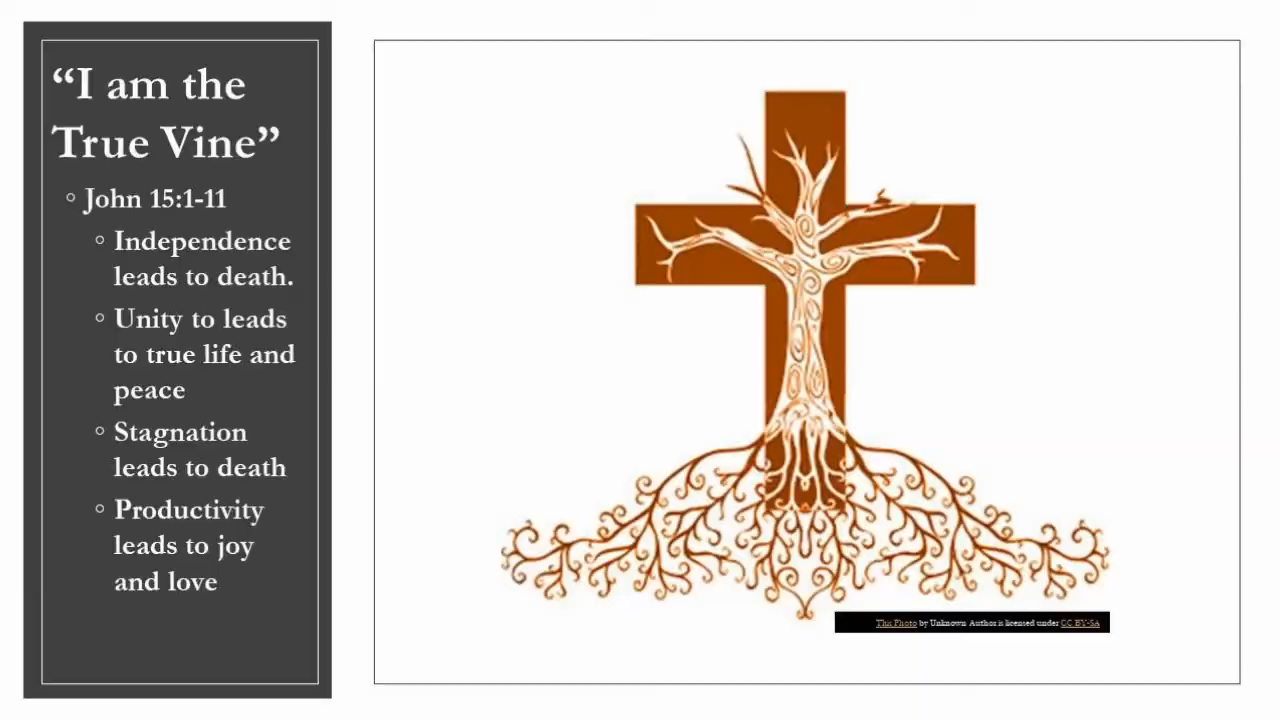 “I am the
True Vine”
◦ John 15:1-11
◦ Independence
leads to death.
◦ Unity to leads
to true life and
peace
◦ Stagnation
leads to death
◦ Productivity
leads to joy
and love
This Photo by Unknown Author is licensed under CC BY-SA